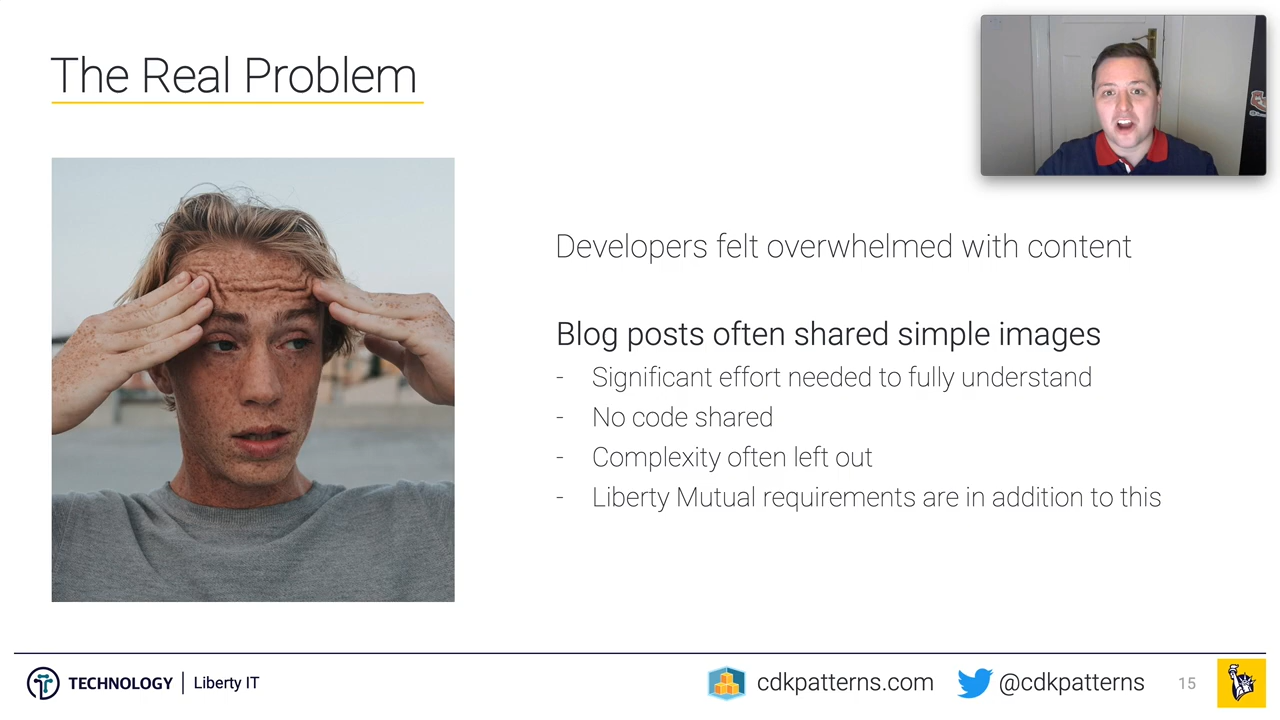 The Real Problem
Developers felt overwhelmed with content
Blog posts often shared simple images
- Significant effort needed to fully understand
- No code shared
- Complexity often left out
- Liberty Mutual requirements are in addition to this
TECHNOLOGY | Liberty IT
cdkpatterns.com
@cdkpatterns
15